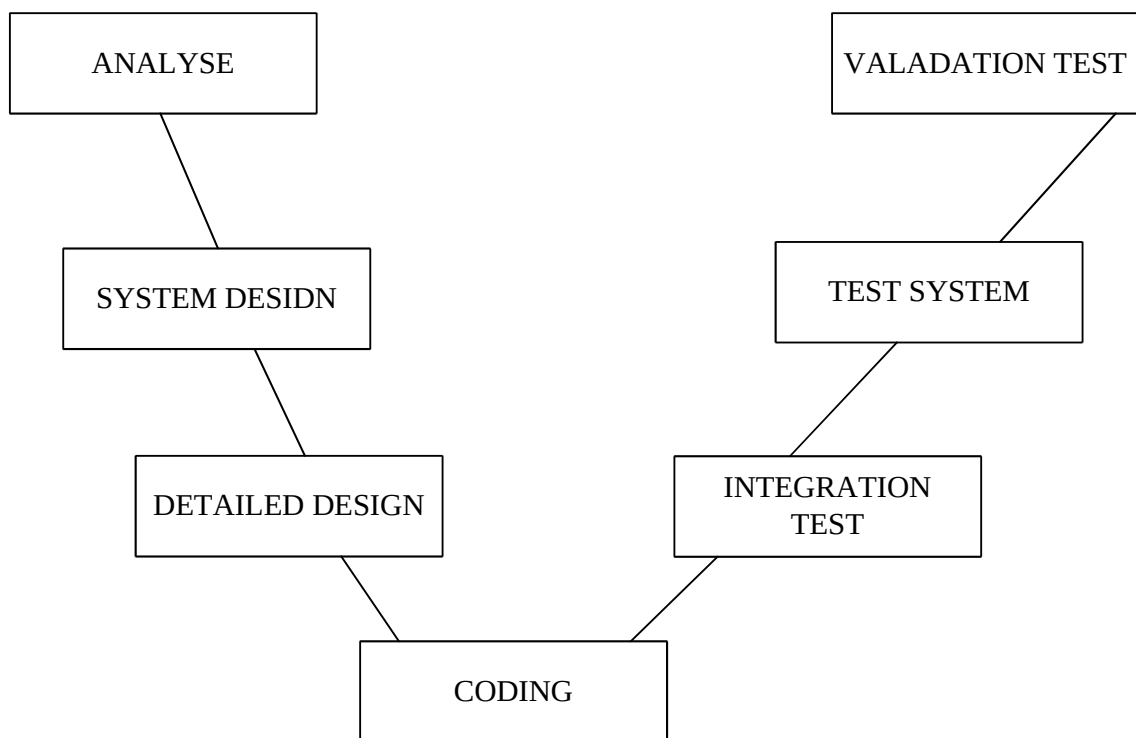 ANALYSE
VALADATION TEST
SYSTEM DESIDN
TEST SYSTEM
DETAILED DESIGN
INTEGRATION
TEST
CODING